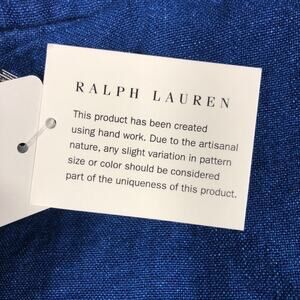 RALPH LAUREN
This product has been created
using hand work. Due to the artisanal
nature, any slight variation in pattern
size or color should be considered
part of the uniqueness of this product.